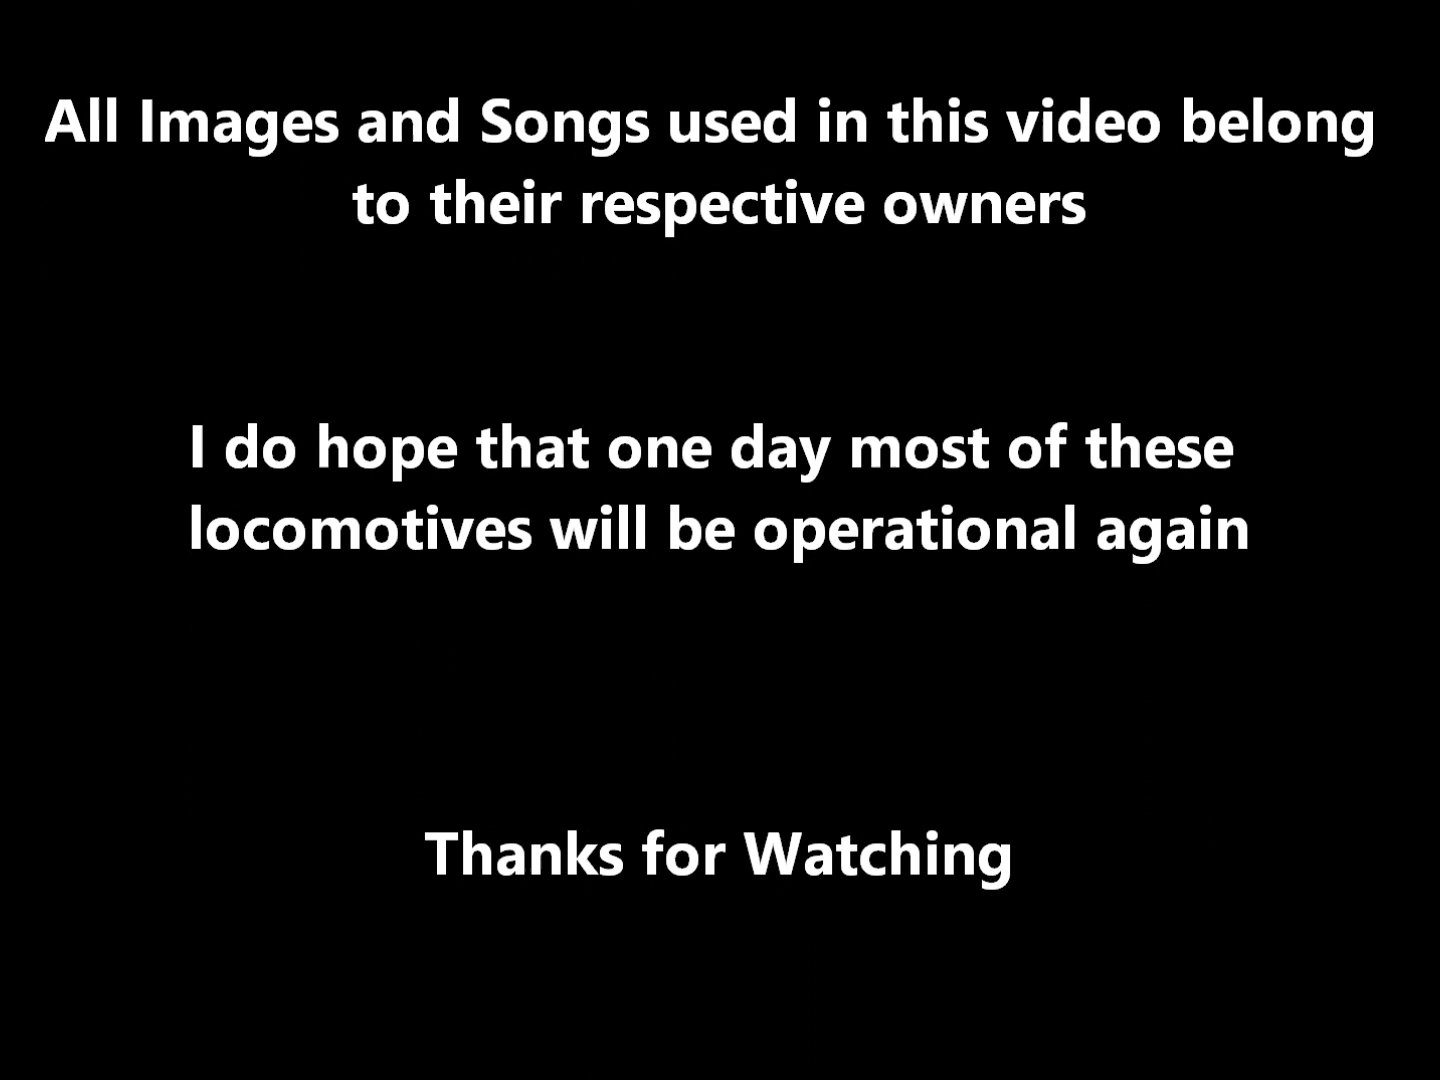 All Images and Songs used in this video belong
to their respective owners
I do hope that one day most of these
locomotives will be operational again
Thanks for Watching